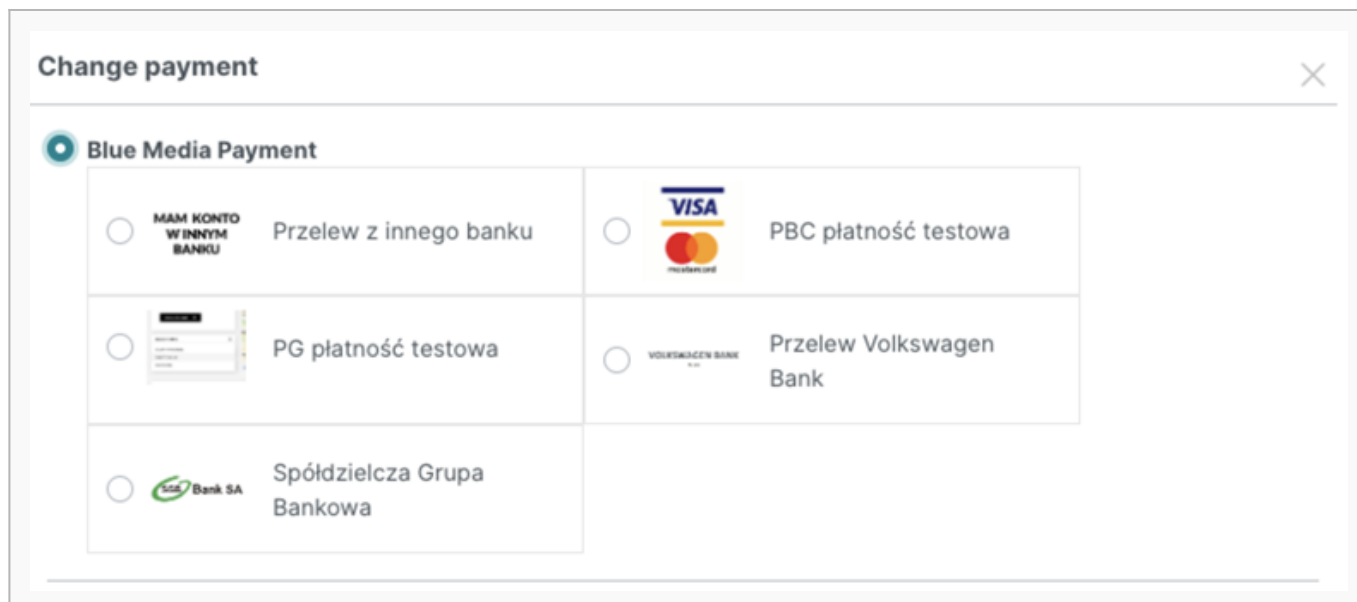 Change payment
Blue Media Payment
MAM KONTO
W INNYM
BANKU
Przelew z innego banku
VISA
mastercard
PBC płatność testowa
PG płatność testowa
VOLKSWAGEN BANK
Przelew Volkswagen
Bank
SGB Bank SA
Spółdzielcza Grupa
Bankowa